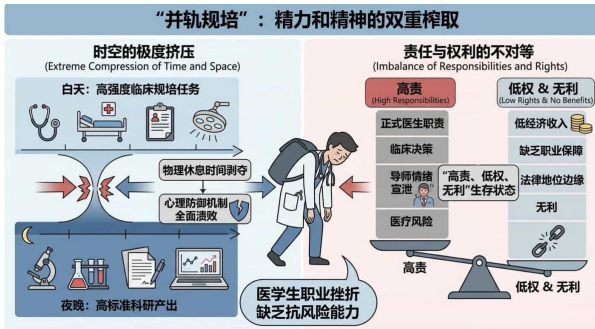 “并轨规培”：精力和精神的双重榨取
时空的极度挤压
(Extreme Compression of Time and Space)
白天：高强度临床规培任务
物理休息时间剥夺
心理防御机制
全面溃败
夜晚：高标准科研产出
医学生职业挫折
缺乏抗风险能力
责任与权利的不对等
(Imbalance of Responsibilities and Rights)
高责
(High Responsibilities)
正式医生职责
临床决策
导师情绪
宣泄
医疗风险
“高责、低权、
无利”生存状态
低权 & 无利
(Low Rights & No Benefits)
低经济收入
缺乏职业保障
法律地位边缘
无利
高责
低权 & 无利